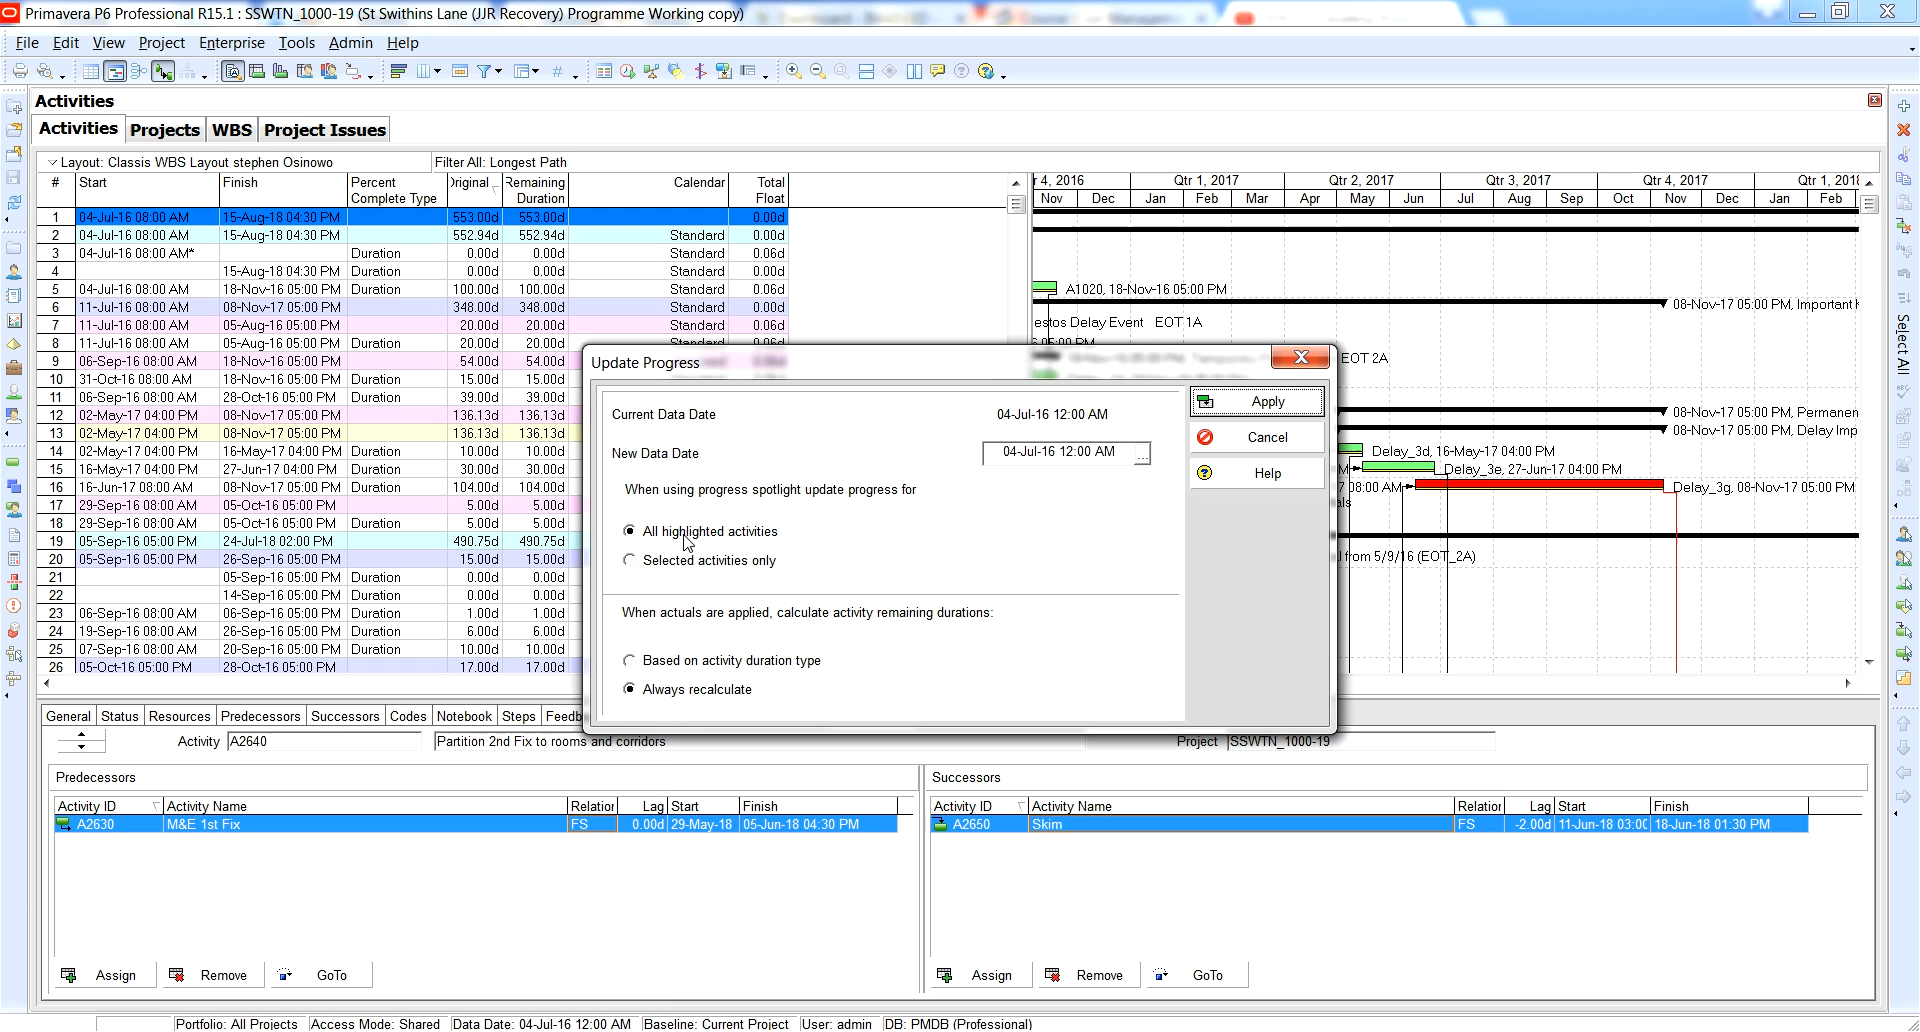 Primavera P6 Professional R15.1 : SSWTN_1000-19 (St Swithins Lane (JJR Recovery) Programme Working copy)
File Edit View Project Enterprise Tools Admin Help
Activities
Activities Projects WBS Project Issues
Layout: Classis WBS Layout stephen Osinowo Filter All: Longest Path
# Start Finish Percent Complete Type Original Remaining Duration Calendar Total Float
1 04-Jul-16 08:00 AM 15-Aug-18 04:30 PM 553.00d 553.00d 0.00d
2 04-Jul-16 08:00 AM 15-Aug-18 04:30 PM 552.94d 552.94d Standard 0.00d
3 04-Jul-16 08:00 AM* Duration 0.00d 0.00d Standard 0.06d
4 15-Aug-18 04:30 PM Duration 0.00d 0.00d Standard 0.00d
5 04-Jul-16 08:00 AM 18-Nov-16 05:00 PM Duration 100.00d 100.00d Standard 0.06d
6 11-Jul-16 08:00 AM 08-Nov-17 05:00 PM 348.00d 348.00d Standard 0.00d
7 11-Jul-16 08:00 AM 05-Aug-16 05:00 PM 20.00d 20.00d Standard 0.06d
8 11-Jul-16 08:00 AM 05-Aug-16 05:00 PM Duration 20.00d 20.00d Standard 0.06d
9 06-Sep-16 08:00 AM 18-Nov-16 05:00 PM 54.00d 54.00d
10 31-Oct-16 08:00 AM 18-Nov-16 05:00 PM Duration 15.00d 15.00d
11 06-Sep-16 08:00 AM 28-Oct-16 05:00 PM Duration 39.00d 39.00d
12 02-May-17 04:00 PM 08-Nov-17 05:00 PM 136.13d 136.13d
13 02-May-17 04:00 PM 08-Nov-17 05:00 PM 136.13d 136.13d
14 02-May-17 04:00 PM 16-May-17 04:00 PM Duration 10.00d 10.00d
15 16-May-17 04:00 PM 27-Jun-17 04:00 PM Duration 30.00d 30.00d
16 16-Jun-17 08:00 AM 08-Nov-17 05:00 PM Duration 104.00d 104.00d
17 29-Sep-16 08:00 AM 05-Oct-16 05:00 PM 5.00d 5.00d
18 29-Sep-16 08:00 AM 05-Oct-16 05:00 PM Duration 5.00d 5.00d
19 05-Sep-16 05:00 PM 24-Jul-18 02:00 PM 490.75d 490.75d
20 05-Sep-16 05:00 PM 26-Sep-16 05:00 PM 15.00d 15.00d
21 05-Sep-16 05:00 PM Duration 0.00d 0.00d
22 14-Sep-16 05:00 PM Duration 0.00d 0.00d
23 06-Sep-16 08:00 AM 06-Sep-16 05:00 PM Duration 1.00d 1.00d
24 19-Sep-16 08:00 AM 26-Sep-16 05:00 PM Duration 6.00d 6.00d
25 07-Sep-16 08:00 AM 20-Sep-16 05:00 PM Duration 10.00d 10.00d
26 05-Oct-16 05:00 PM 28-Oct-16 05:00 PM 17.00d 17.00d
r 4, 2016 Qtr 1, 2017 Qtr 2, 2017 Qtr 3, 2017 Qtr 4, 2017 Qtr 1, 2018
Nov Dec Jan Feb Mar Apr May Jun Jul Aug Sep Oct Nov Dec Jan Feb
A1020, 18-Nov-16 05:00 PM
08-Nov-17 05:00 PM, Important
estos Delay Event EOT 1A
EOT 2A
08-Nov-17 05:00 PM, Permanen
08-Nov-17 05:00 PM, Delay Imp
Delay_3d, 16-May-17 04:00 PM
Delay_3e, 27-Jun-17 04:00 PM
08:00 AM Delay_3g, 08-Nov-17 05:00 PM
als
from 5/9/16 (EOT_2A)
Select All
Update Progress
Current Data Date 04-Jul-16 12:00 AM
New Data Date 04-Jul-16 12:00 AM ...
When using progress spotlight update progress for
All highlighted activities
Selected activities only
When actuals are applied, calculate activity remaining durations:
Based on activity duration type
Always recalculate
Apply
Cancel
Help
General Status Resources Predecessors Successors Codes Notebook Steps Feedb
Activity A2640 Partition 2nd Fix to rooms and corridors Project SSWTN_1000-19
Predecessors
Activity ID Activity Name Relation Lag Start Finish
A2630 M&E 1st Fix FS 0.00d 29-May-18 05-Jun-18 04:30 PM
Assign Remove GoTo
Successors
Activity ID Activity Name Relation Lag Start Finish
A2650 Skim FS -2.00d 11-Jun-18 03:00 18-Jun-18 01:30 PM
Assign Remove GoTo
Portfolio: All Projects Access Mode: Shared Data Date: 04-Jul-16 12:00 AM Baseline: Current Project User: admin DB: PMDB (Professional)